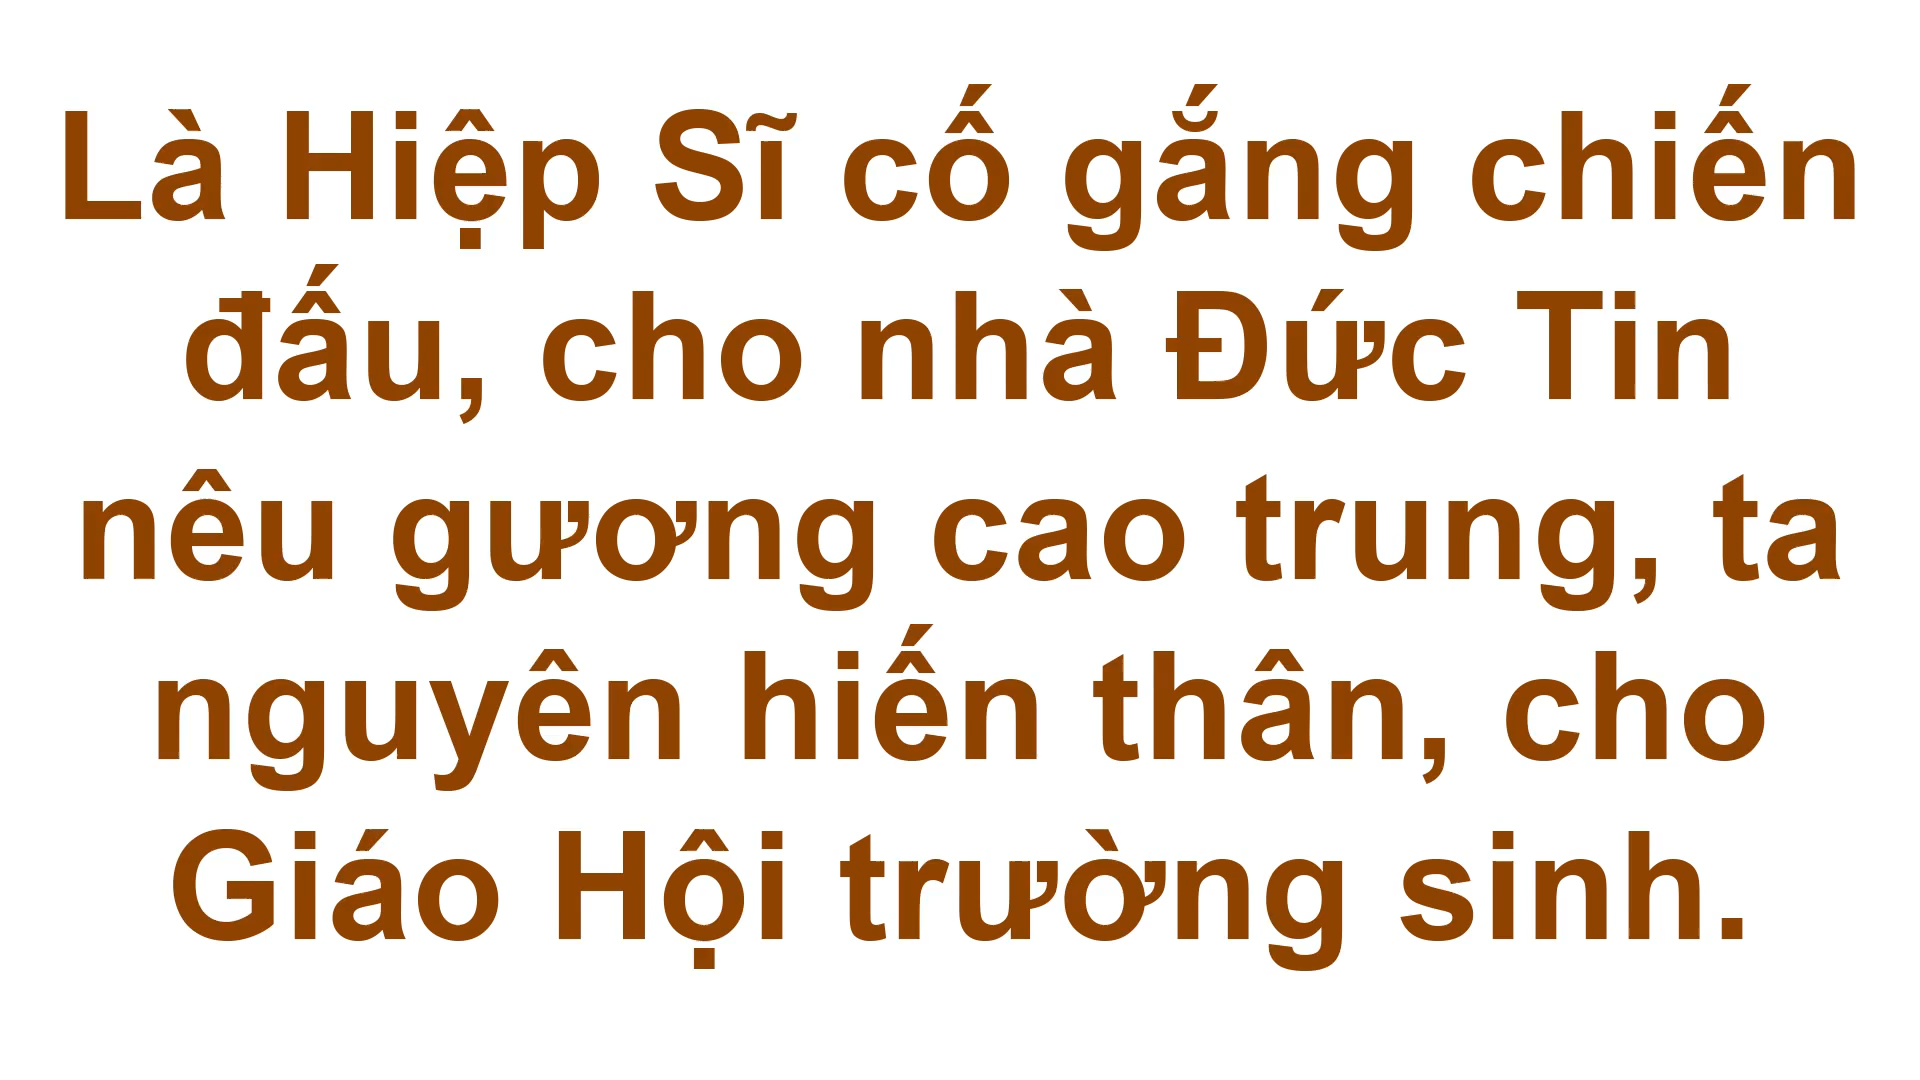 Là Hiệp Sĩ cố gắng chiến
đấu, cho nhà Đức Tin
nêu gương cao trung, ta
nguyên hiến thân, cho
Giáo Hội trường sinh.